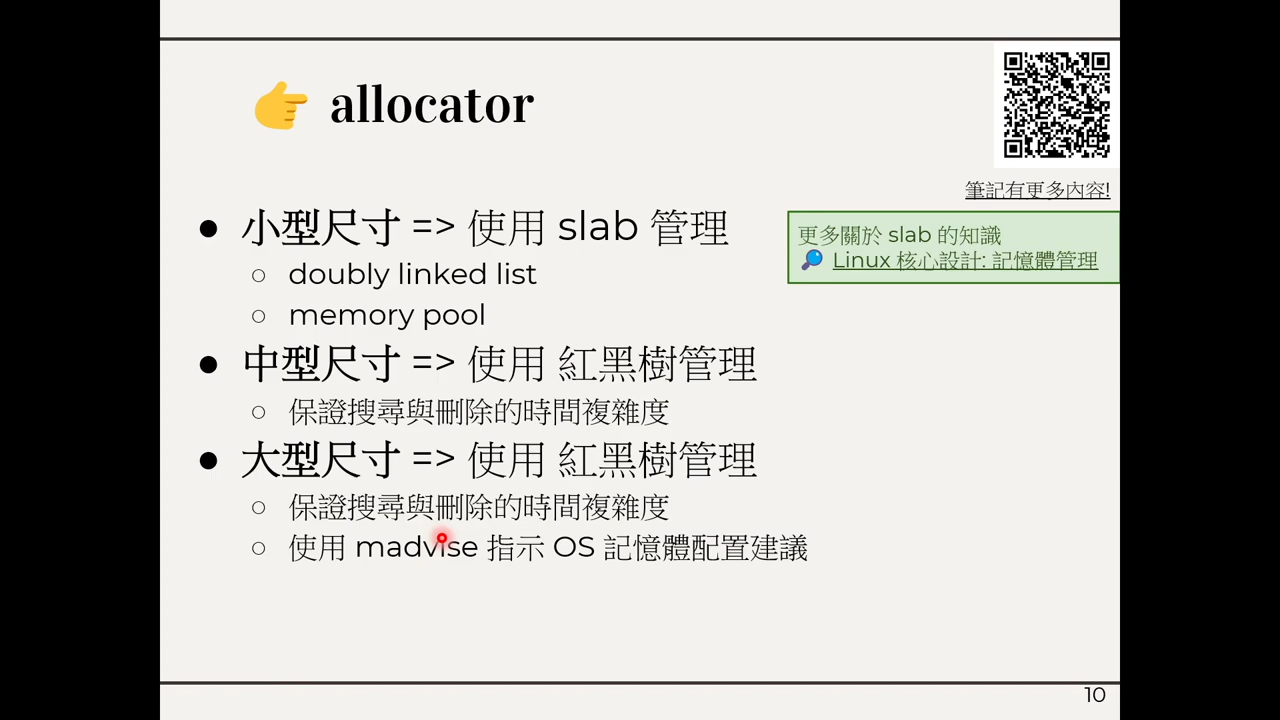 allocator
筆記有更多內容!
更多關於 slab 的知識
Linux 核心設計: 記憶體管理
小型尺寸 => 使用 slab 管理
doubly linked list
memory pool
中型尺寸 => 使用 紅黑樹管理
保證搜尋與刪除的時間複雜度
大型尺寸 => 使用 紅黑樹管理
保證搜尋與刪除的時間複雜度
使用 madvise 指示 OS 記憶體配置建議
10